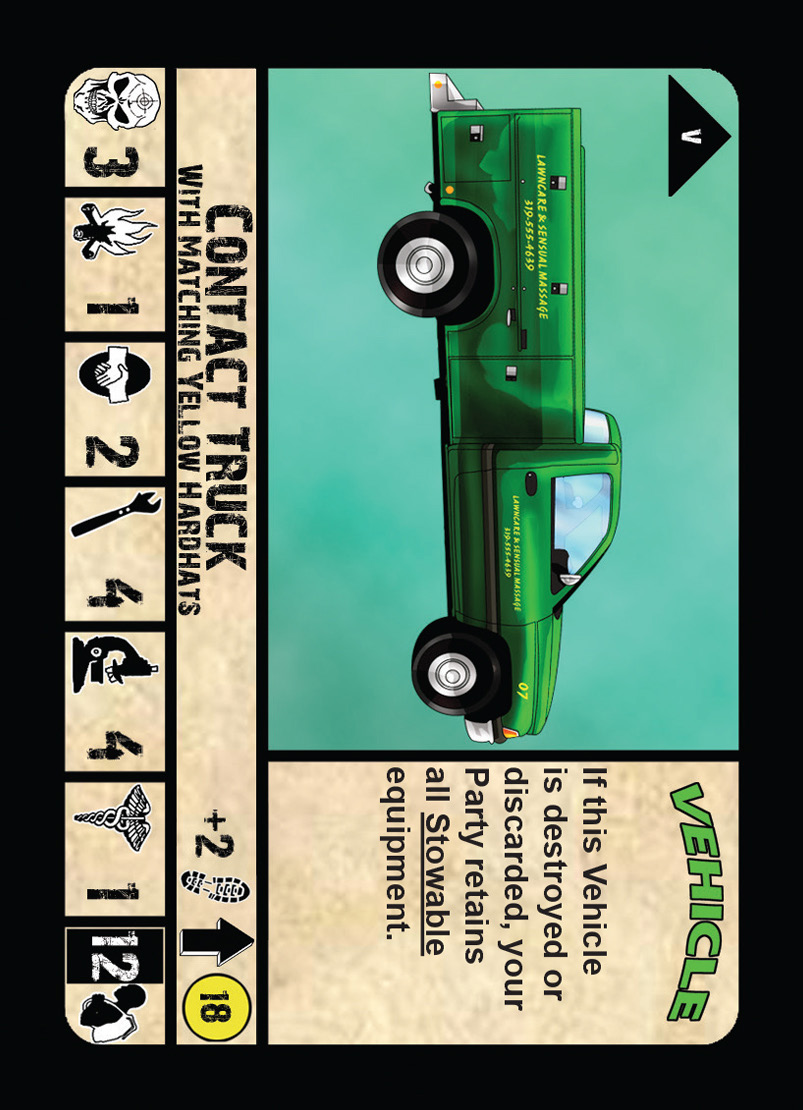 V
LAWNCARE & SENSUAL MASSAGE
319-555-4639
LAWNCARE & SENSUAL MASSAGE
319-555-4639
07
VEHICLE
If this Vehicle
is destroyed or
discarded, your
Party retains
all Stowable
equipment.
CONTACT TRUCK
WITH MATCHING YELLOW HARDHATS
+2
18
3
1
2
4
4
1
12